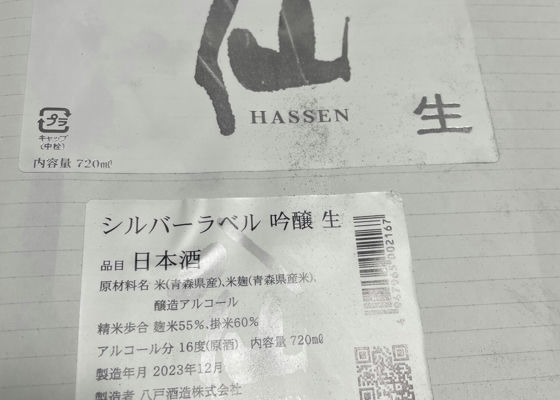 仙
HASSEN
生
プラ
キャップ
(中栓)
内容量 720㎖
シルバーラベル 吟醸 生
品目 日本酒
原材料名 米(青森県産)、米麹(青森県産米)、
醸造アルコール
精米歩合 麹米55%、掛米60%
アルコール分 16度(原酒) 内容量 720㎖
製造年月 2023年12月
製造者 八戸酒造株式会社